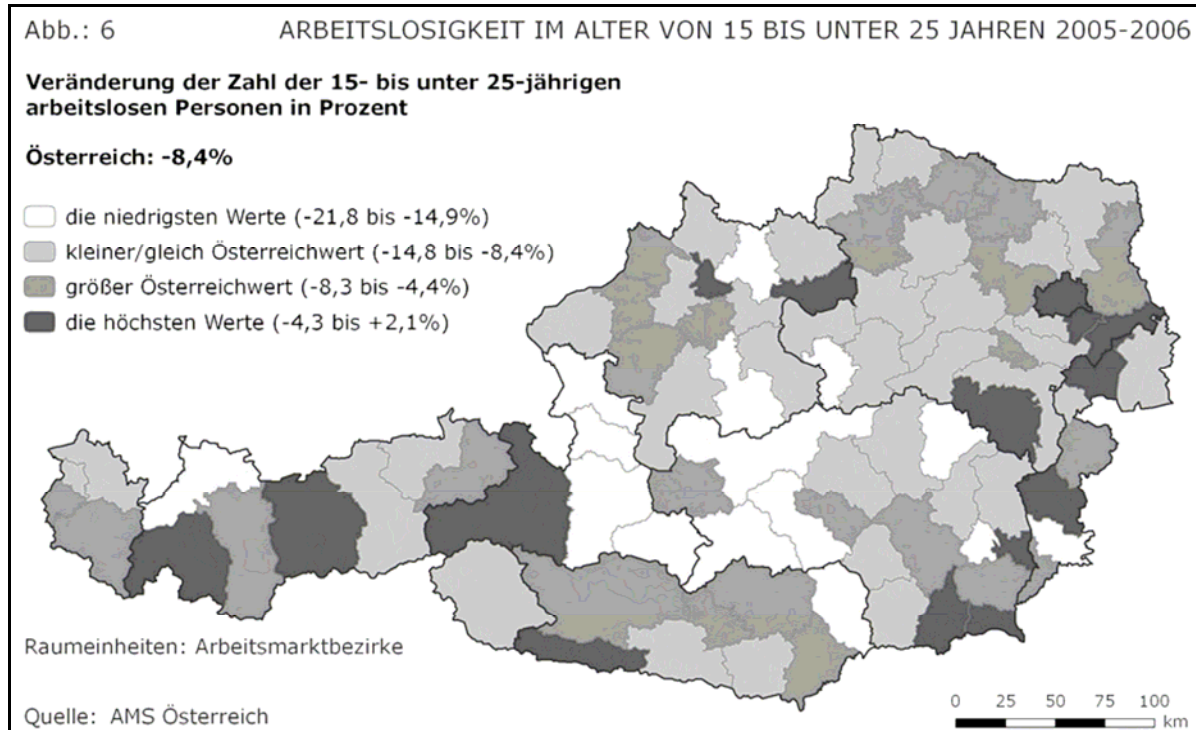 Abb.: 6 ARBEITSLOSIGKEIT IM ALTER VON 15 BIS UNTER 25 JAHREN 2005-2006
Veränderung der Zahl der 15- bis unter 25-jährigen
arbeitslosen Personen in Prozent
Österreich: -8,4%
die niedrigsten Werte (-21,8 bis -14,9%)
kleiner/gleich Österreichwert (-14,8 bis -8,4%)
größer Österreichwert (-8,3 bis -4,4%)
die höchsten Werte (-4,3 bis +2,1%)
Raumeinheiten: Arbeitsmarktbezirke
Quelle: AMS Österreich
0 25 50 75 100
km